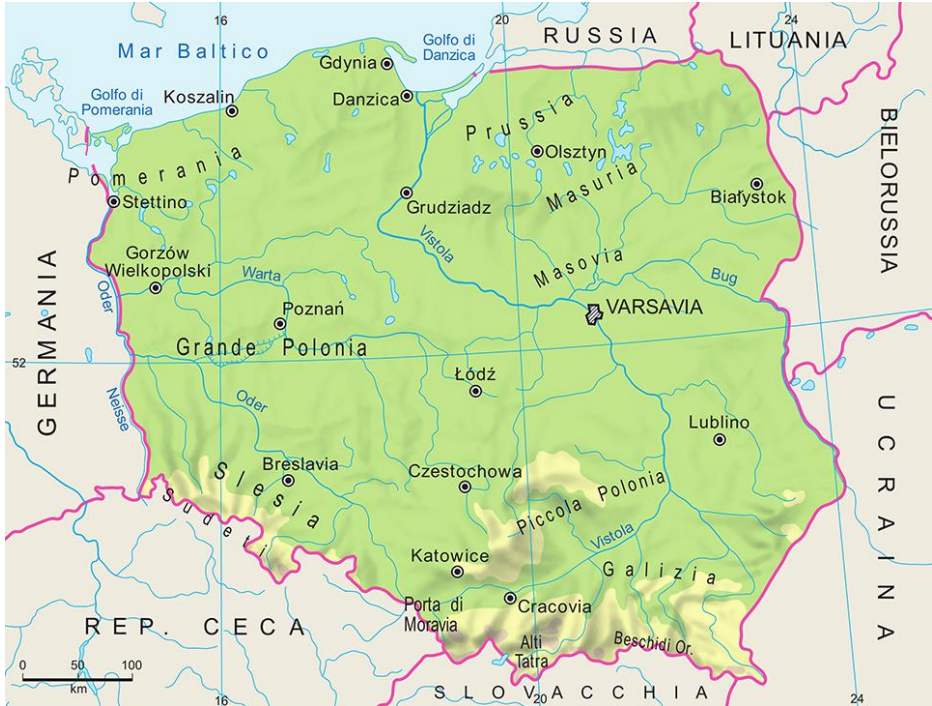 16
20
24
Mar Baltico
Golfo di
Danzica
RUSSIA
LITUANIA
Gdynia
Golfo di
Pomerania
Koszalin
Danzica
BIELORUSSIA
Prussia
Olsztyn
Pomerania
Masuria
Stettino
Grudziadz
Białystok
Vistola
Gorzów
Wielkopolski
Masovia
Warta
Bug
GERMANIA
Oder
Poznań
VARSAVIA
Grande Polonia
52
Łódź
Neisse
Oder
UCRAINA
Lublino
Breslavia
Czestochowa
Slesia
Sudeti
Piccola Polonia
Vistola
Katowice
Galizia
Porta di
Moravia
Cracovia
REP. CECA
Alti
Tatra
Beschidi Or.
0 50 100
km
SLOVACCHIA
16
20
24